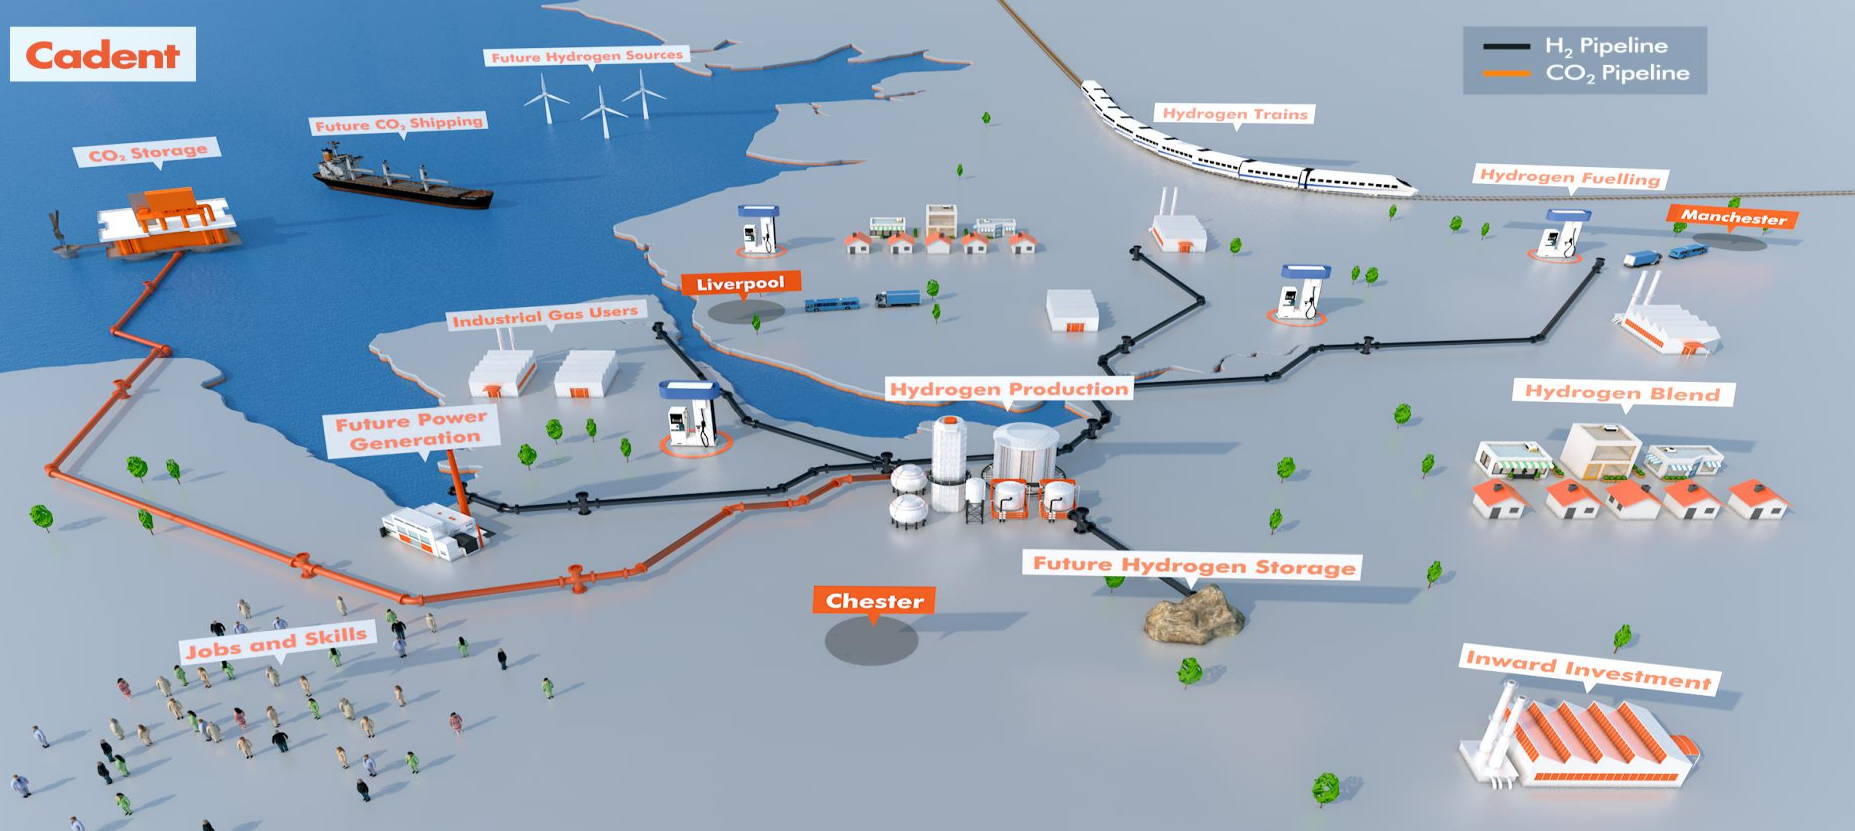 Cadent
Future Hydrogen Sources
H₂ Pipeline
CO₂ Pipeline
Future CO₂ Shipping
Hydrogen Trains
CO₂ Storage
Hydrogen Fuelling
Manchester
Liverpool
Industrial Gas Users
Hydrogen Production
Hydrogen Blend
Future Power
Generation
Future Hydrogen Storage
Chester
Jobs and Skills
Inward Investment